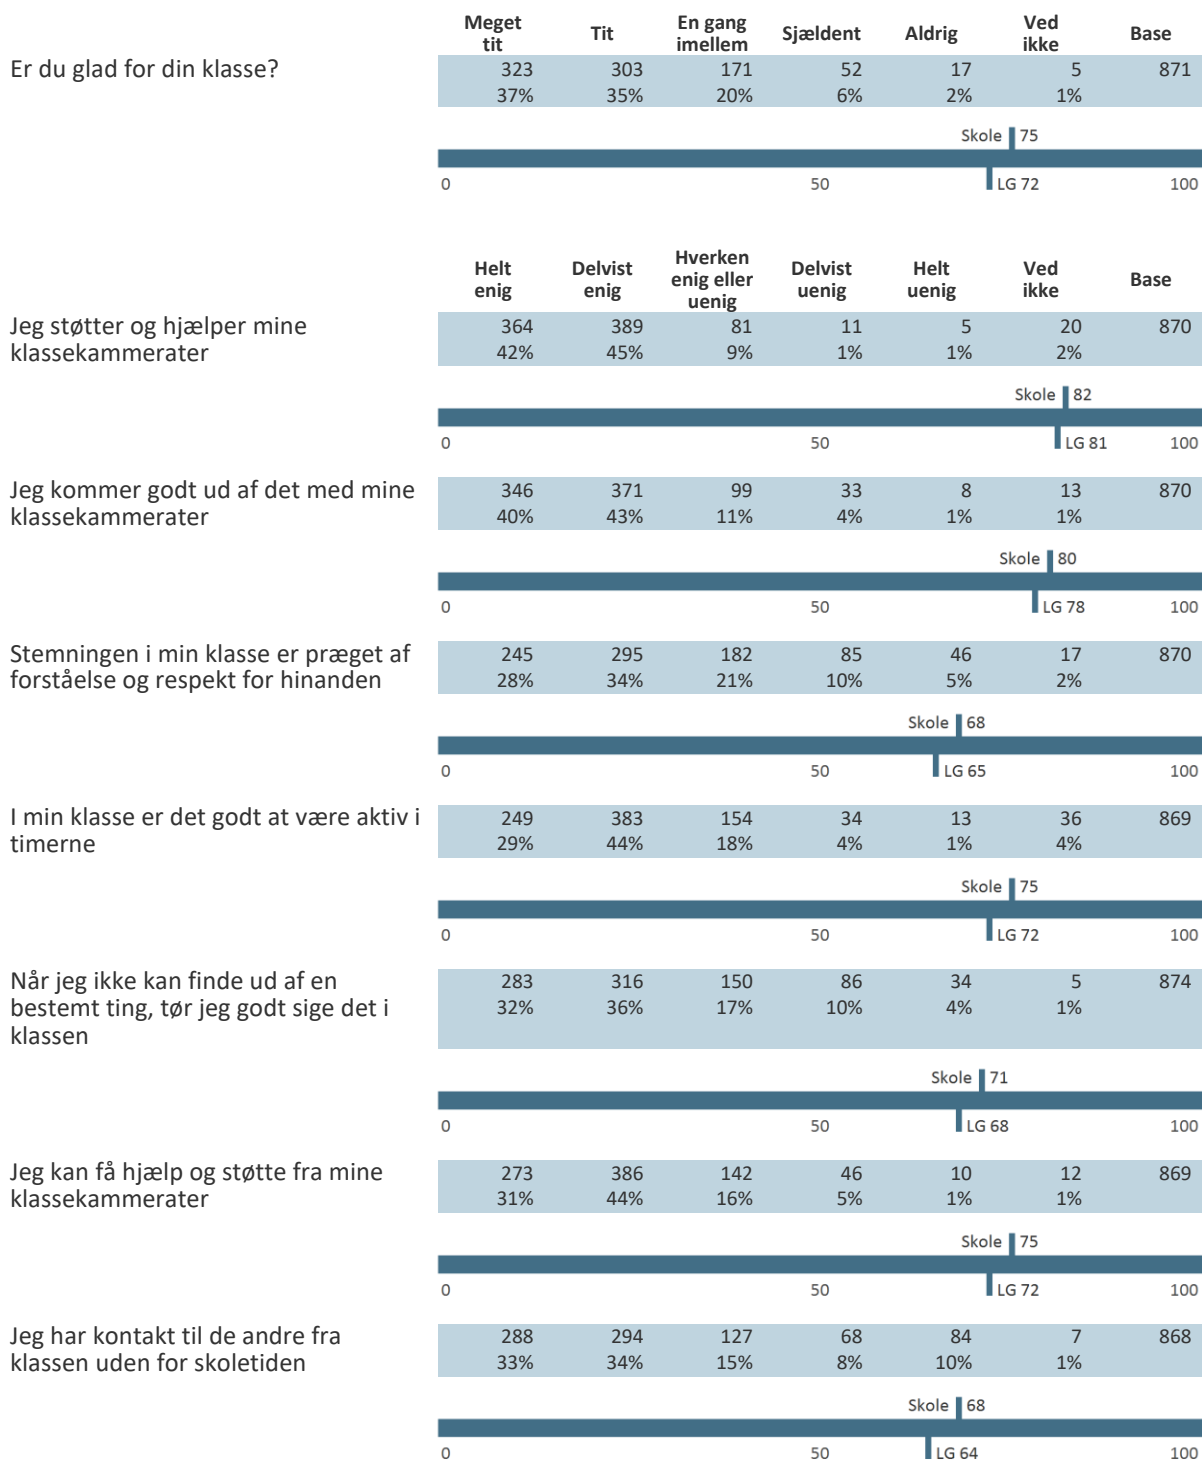 Meget tit Tit En gang imellem Sjældent Aldrig Ved ikke Base
Er du glad for din klasse? 323 303 171 52 17 5 871
37% 35% 20% 6% 2% 1%
Skole 75
0 50 LG 72 100
Helt enig Delvist enig Hverken enig eller uenig Delvist uenig Helt uenig Ved ikke Base
Jeg støtter og hjælper mine 364 389 81 11 5 20 870
klassekammerater 42% 45% 9% 1% 1% 2%
Skole 82
0 50 LG 81 100
Jeg kommer godt ud af det med mine 346 371 99 33 8 13 870
klassekammerater 40% 43% 11% 4% 1% 1%
Skole 80
0 50 LG 78 100
Stemningen i min klasse er præget af 245 295 182 85 46 17 870
forståelse og respekt for hinanden 28% 34% 21% 10% 5% 2%
Skole 68
0 50 LG 65 100
I min klasse er det godt at være aktiv i 249 383 154 34 13 36 869
timerne 29% 44% 18% 4% 1% 4%
Skole 75
0 50 LG 72 100
Når jeg ikke kan finde ud af en 283 316 150 86 34 5 874
bestemt ting, tør jeg godt sige det i 32% 36% 17% 10% 4% 1%
klassen
Skole 71
0 50 LG 68 100
Jeg kan få hjælp og støtte fra mine 273 386 142 46 10 12 869
klassekammerater 31% 44% 16% 5% 1% 1%
Skole 75
0 50 LG 72 100
Jeg har kontakt til de andre fra 288 294 127 68 84 7 868
klassen uden for skoletiden 33% 34% 15% 8% 10% 1%
Skole 68
0 50 LG 64 100